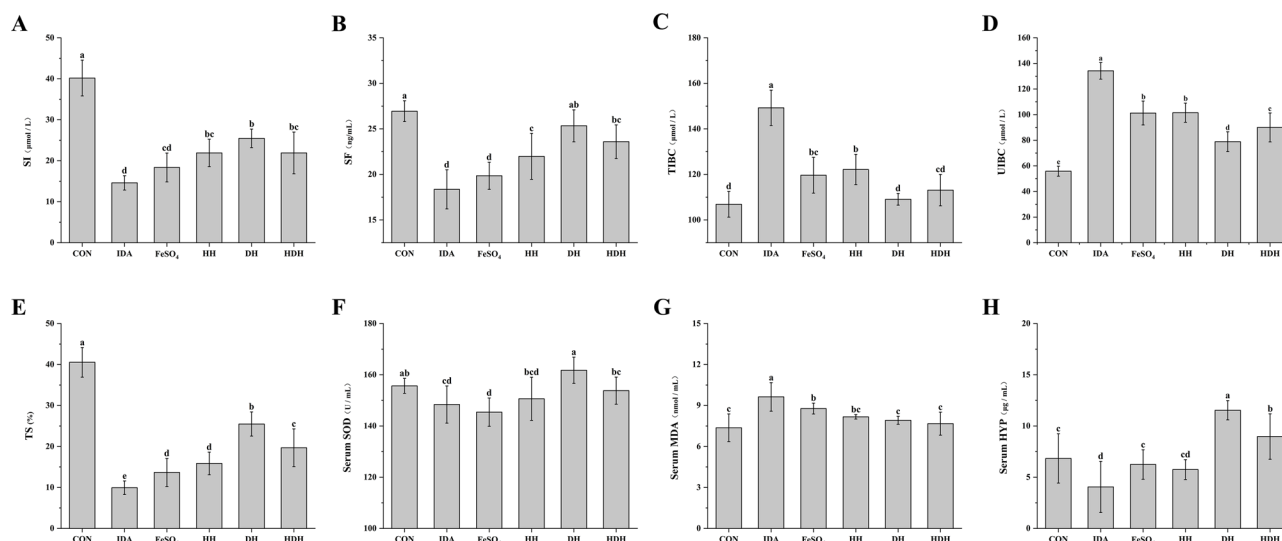 A
SI（μmol / L）
50
40
30
20
10
0
a
d
cd
bc
b
bc
CON IDA FeSO₄ HH DH HDH
B
SF（ng/mL）
35
30
25
20
15
a
d
d
c
ab
bc
CON IDA FeSO₄ HH DH HDH
C
TIBC（μmol / L）
180
160
140
120
100
d
a
bc
b
d
cd
CON IDA FeSO₄ HH DH HDH
D
UIBC（μmol / L）
160
140
120
100
80
60
40
20
0
a
b
b
d
c
CON IDA FeSO₄ HH DH HDH
E
TS (%)
50
40
30
20
10
0
a
e
d
d
b
c
CON IDA HH DH HDH
F
Serum SOD（U / mL）
180
160
140
120
100
ab
cd
d
bcd
a
bc
CON IDA HH DH HDH
G
Serum MDA（nmol / mL）
15
12
9
6
3
0
c
a
b
bc
c
c
CON IDA HH DH HDH
H
Serum HYP（μg / mL）
20
15
10
5
0
c
d
c
cd
a
b
CON IDA HH DH HDH